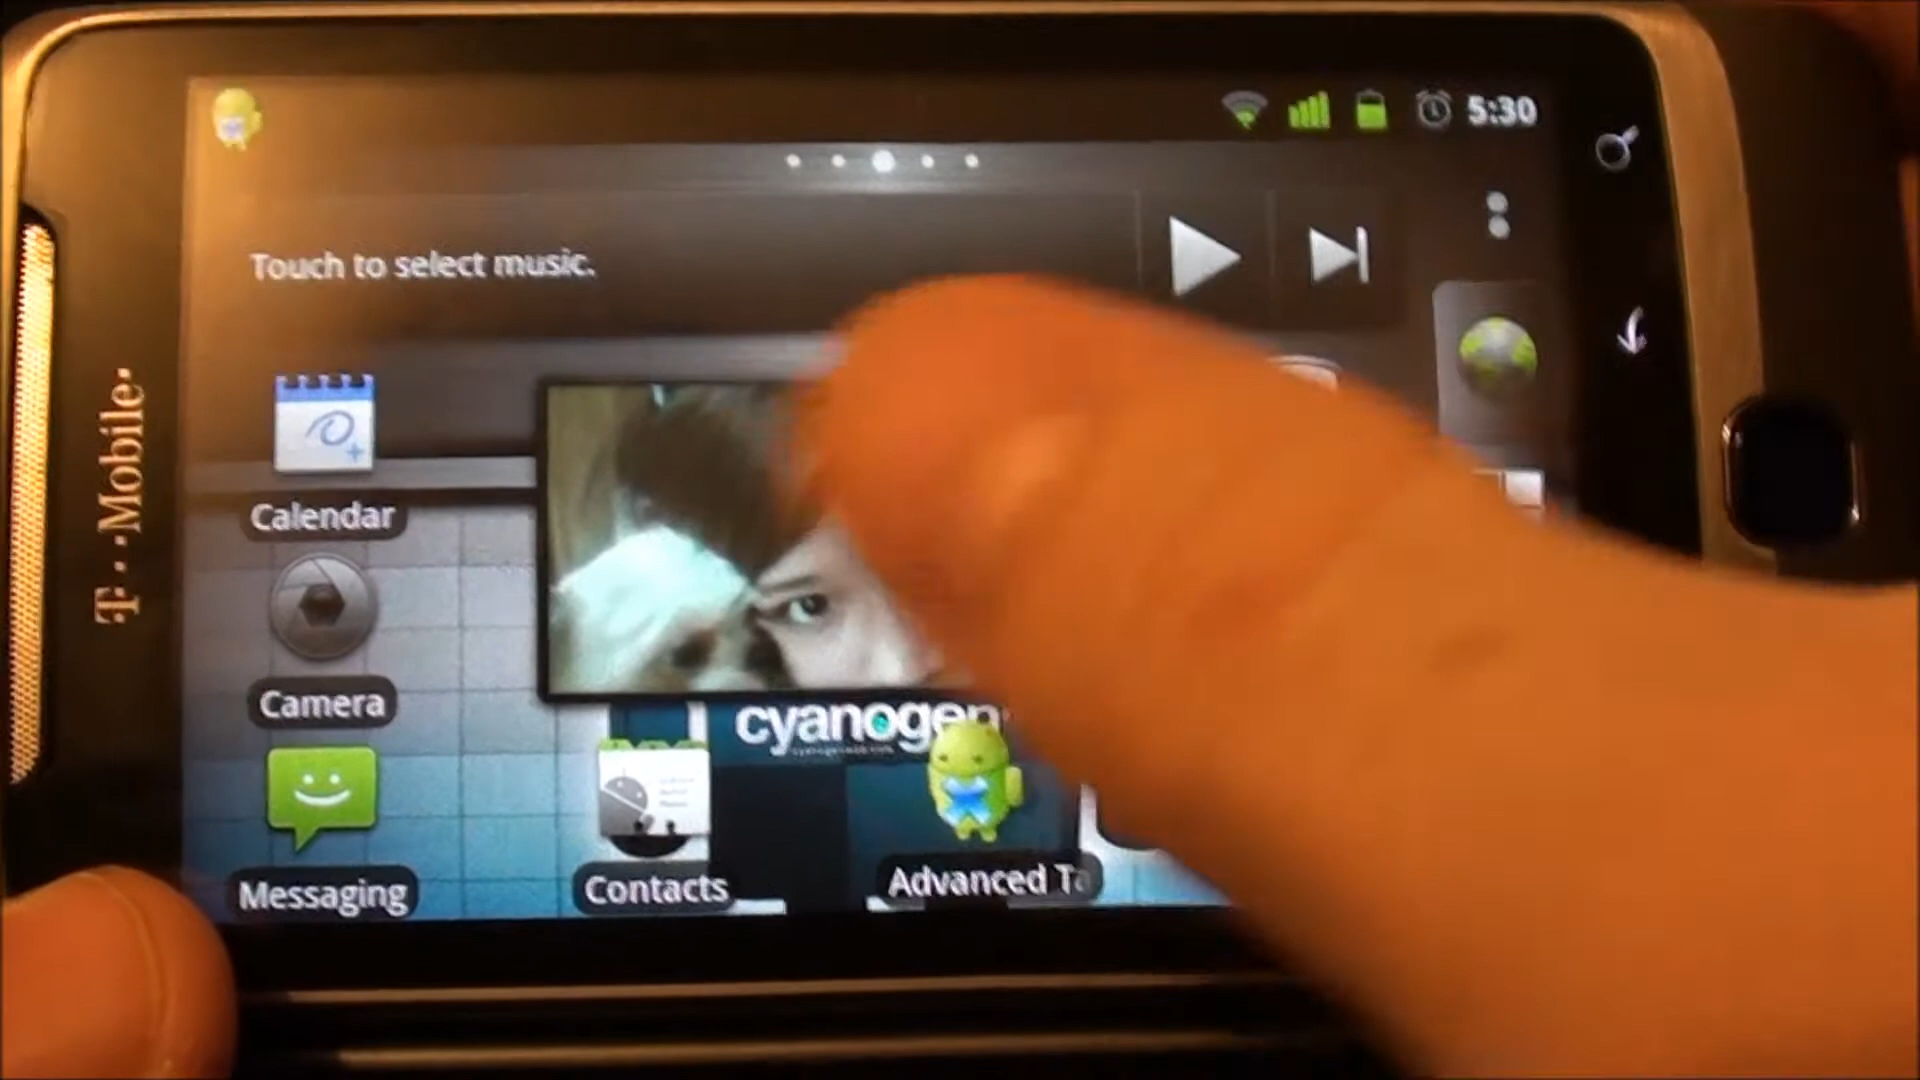 5:30
Touch to select music.
T··Mobile·
Calendar
Camera
cyanogen
Messaging
Contacts
Advanced Ta